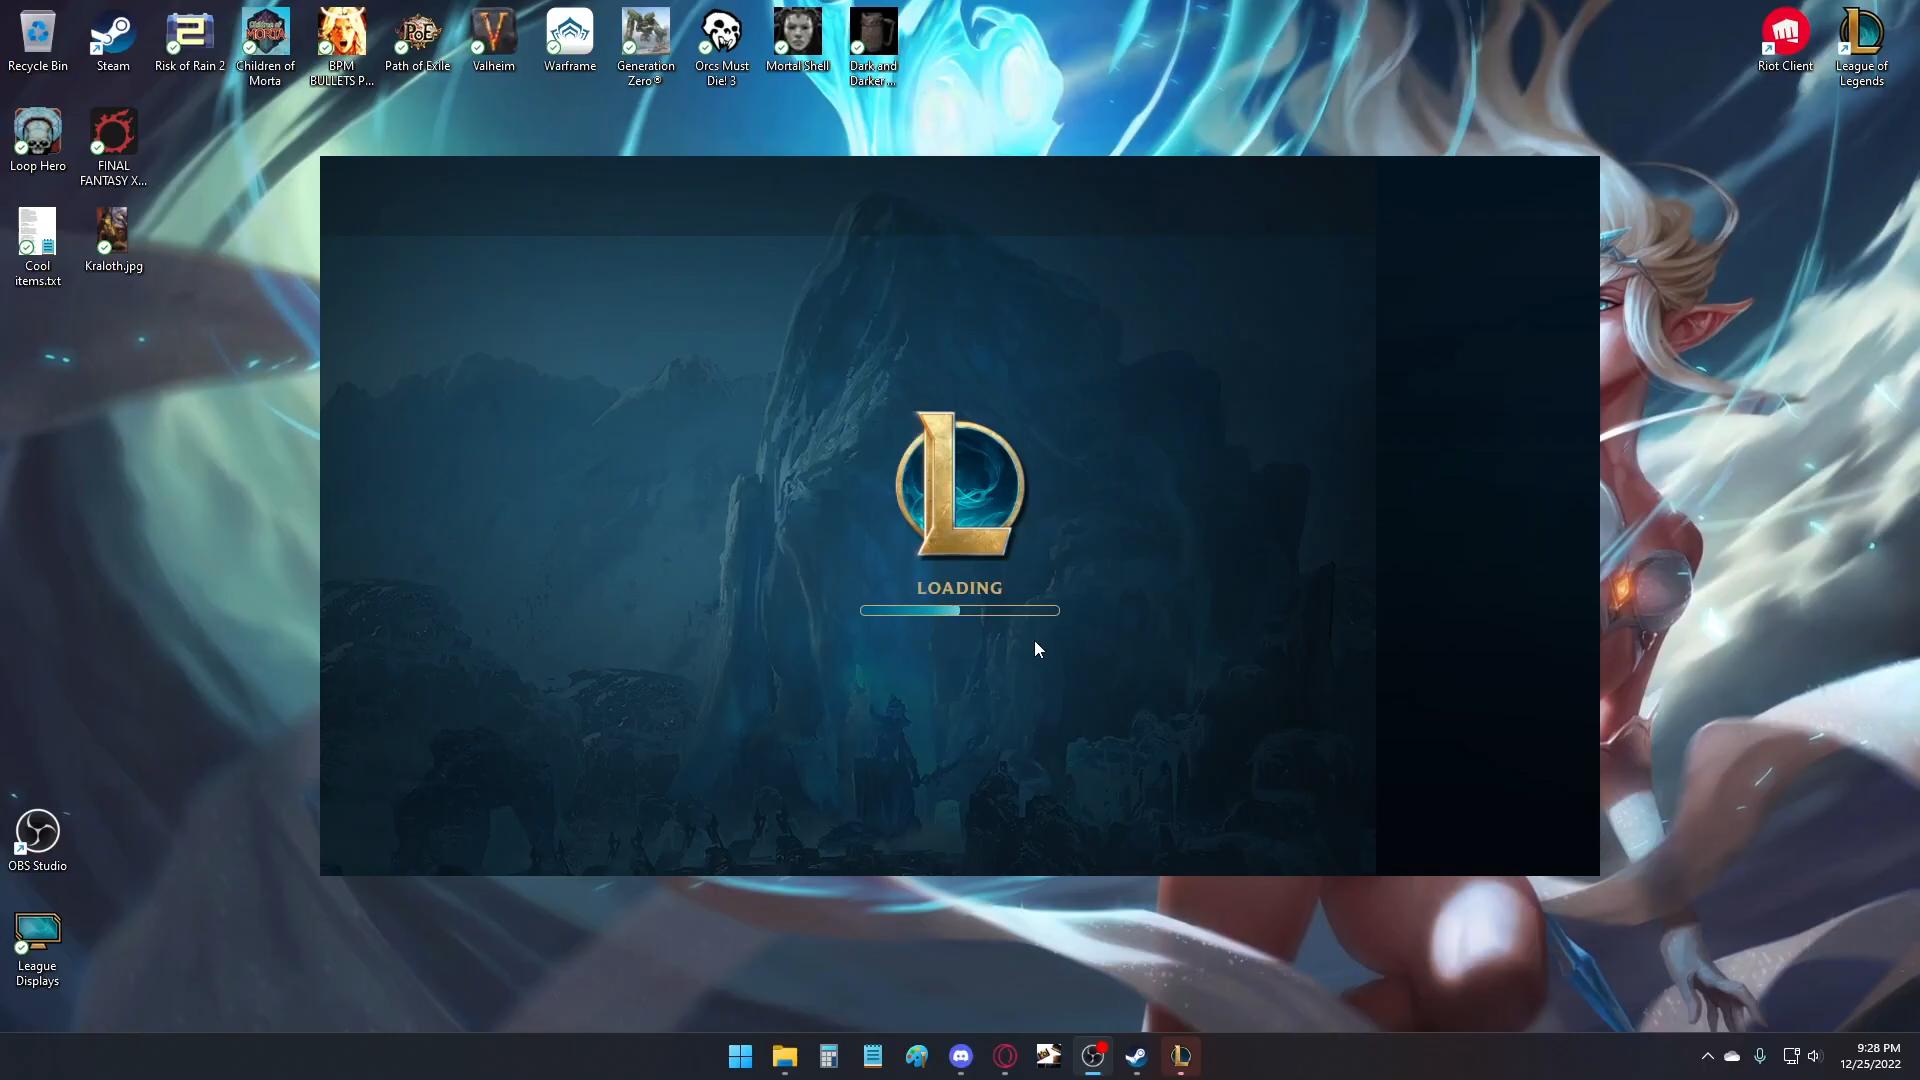 Recycle Bin
Steam
Risk of Rain 2
Children of
Morta
BPM
BULLETS P...
Path of Exile
Valheim
Warframe
Generation
Zero®
Orcs Must
Die! 3
Mortal Shell
Dark and
Darker ...
Riot Client
League of
Legends
Loop Hero
FINAL
FANTASY X...
Cool
items.txt
Kraloth.jpg
LOADING
OBS Studio
League
Displays
9:28 PM
12/25/2022